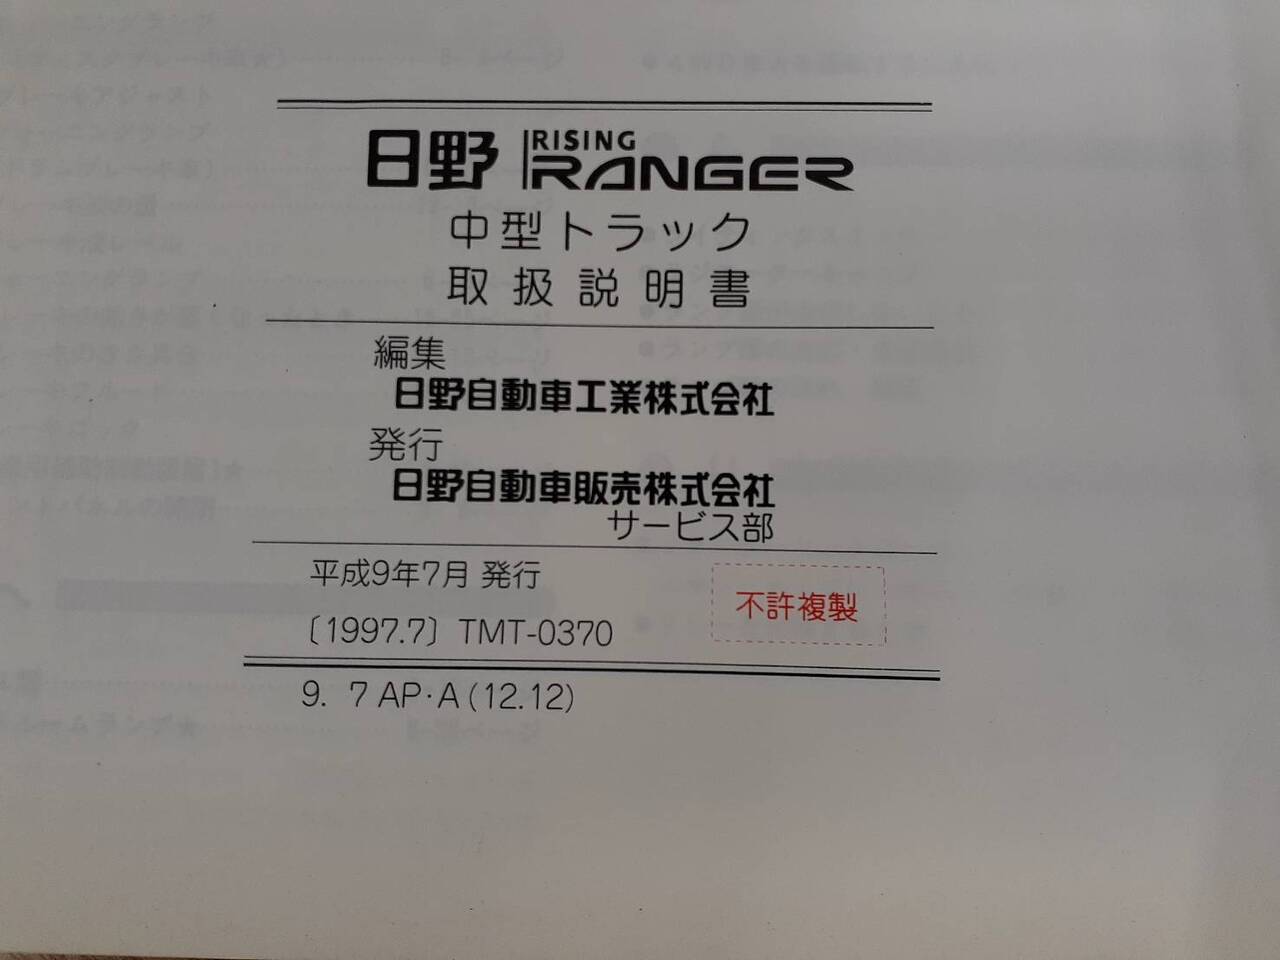 日野 RISING RANGER
中型トラック
取扱説明書
編集
日野自動車工業株式会社
発行
日野自動車販売株式会社
サービス部
平成9年7月 発行
不許複製
〔1997.7〕 TMT-0370
9. 7 AP·A (12.12)